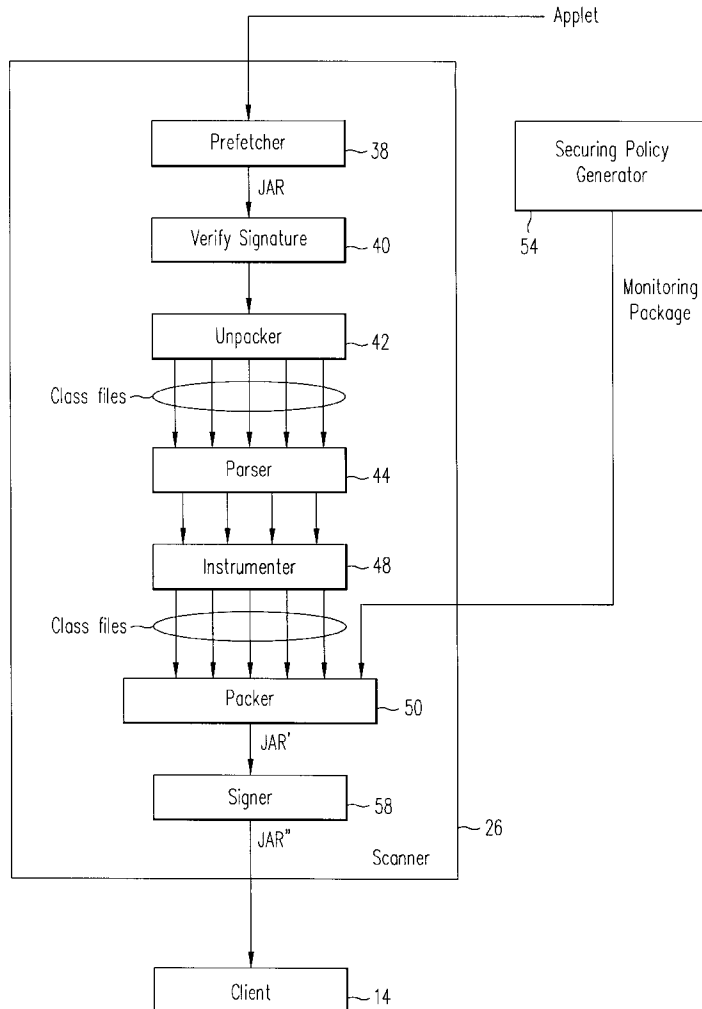 Applet
Prefetcher
38
Securing Policy
Generator
54
JAR
Verify Signature
40
Monitoring
Package
Unpacker
42
Class files
Parser
44
Instrumenter
48
Class files
Packer
50
JAR'
Signer
58
JAR"
26
Scanner
Client
14